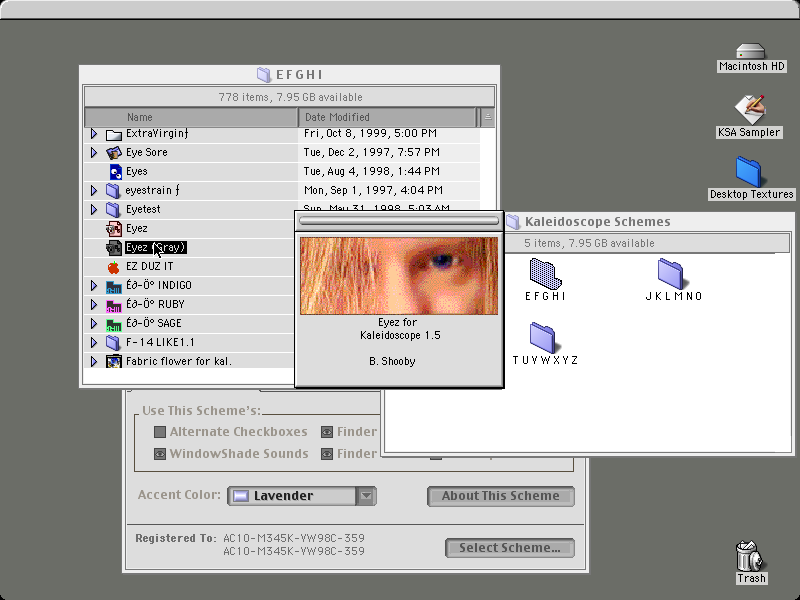 EFGHI
778 items, 7.95 GB available
Name
Date Modified
ExtraVirginƒ
Fri, Oct 8, 1999, 5:00 PM
Eye Sore
Tue, Dec 2, 1997, 7:57 PM
Eyes
Tue, Aug 4, 1998, 1:44 PM
eyestrain ƒ
Mon, Sep 1, 1997, 4:04 PM
Eyetest
Sun, May 31, 1998, 5:03 AM
Eyez
Eyez (Gray)
EZ DUZ IT
É∂-Öº INDIGO
É∂-Öº RUBY
É∂-Öº SAGE
F-14 LIKE1.1
Fabric flower for kal.
Eyez for
Kaleidoscope 1.5
B. Shooby
Kaleidoscope Schemes
5 items, 7.95 GB available
EFGHI
JKLMNO
TUVWXYZ
Use This Scheme's:
Alternate Checkboxes
Finder
WindowShade Sounds
Finder
Accent Color:
Lavender
About This Scheme
Registered To:
AC10-M345K-YW98C-359
AC10-M345K-YW98C-359
Select Scheme...
Macintosh HD
KSA Sampler
Desktop Textures
Trash